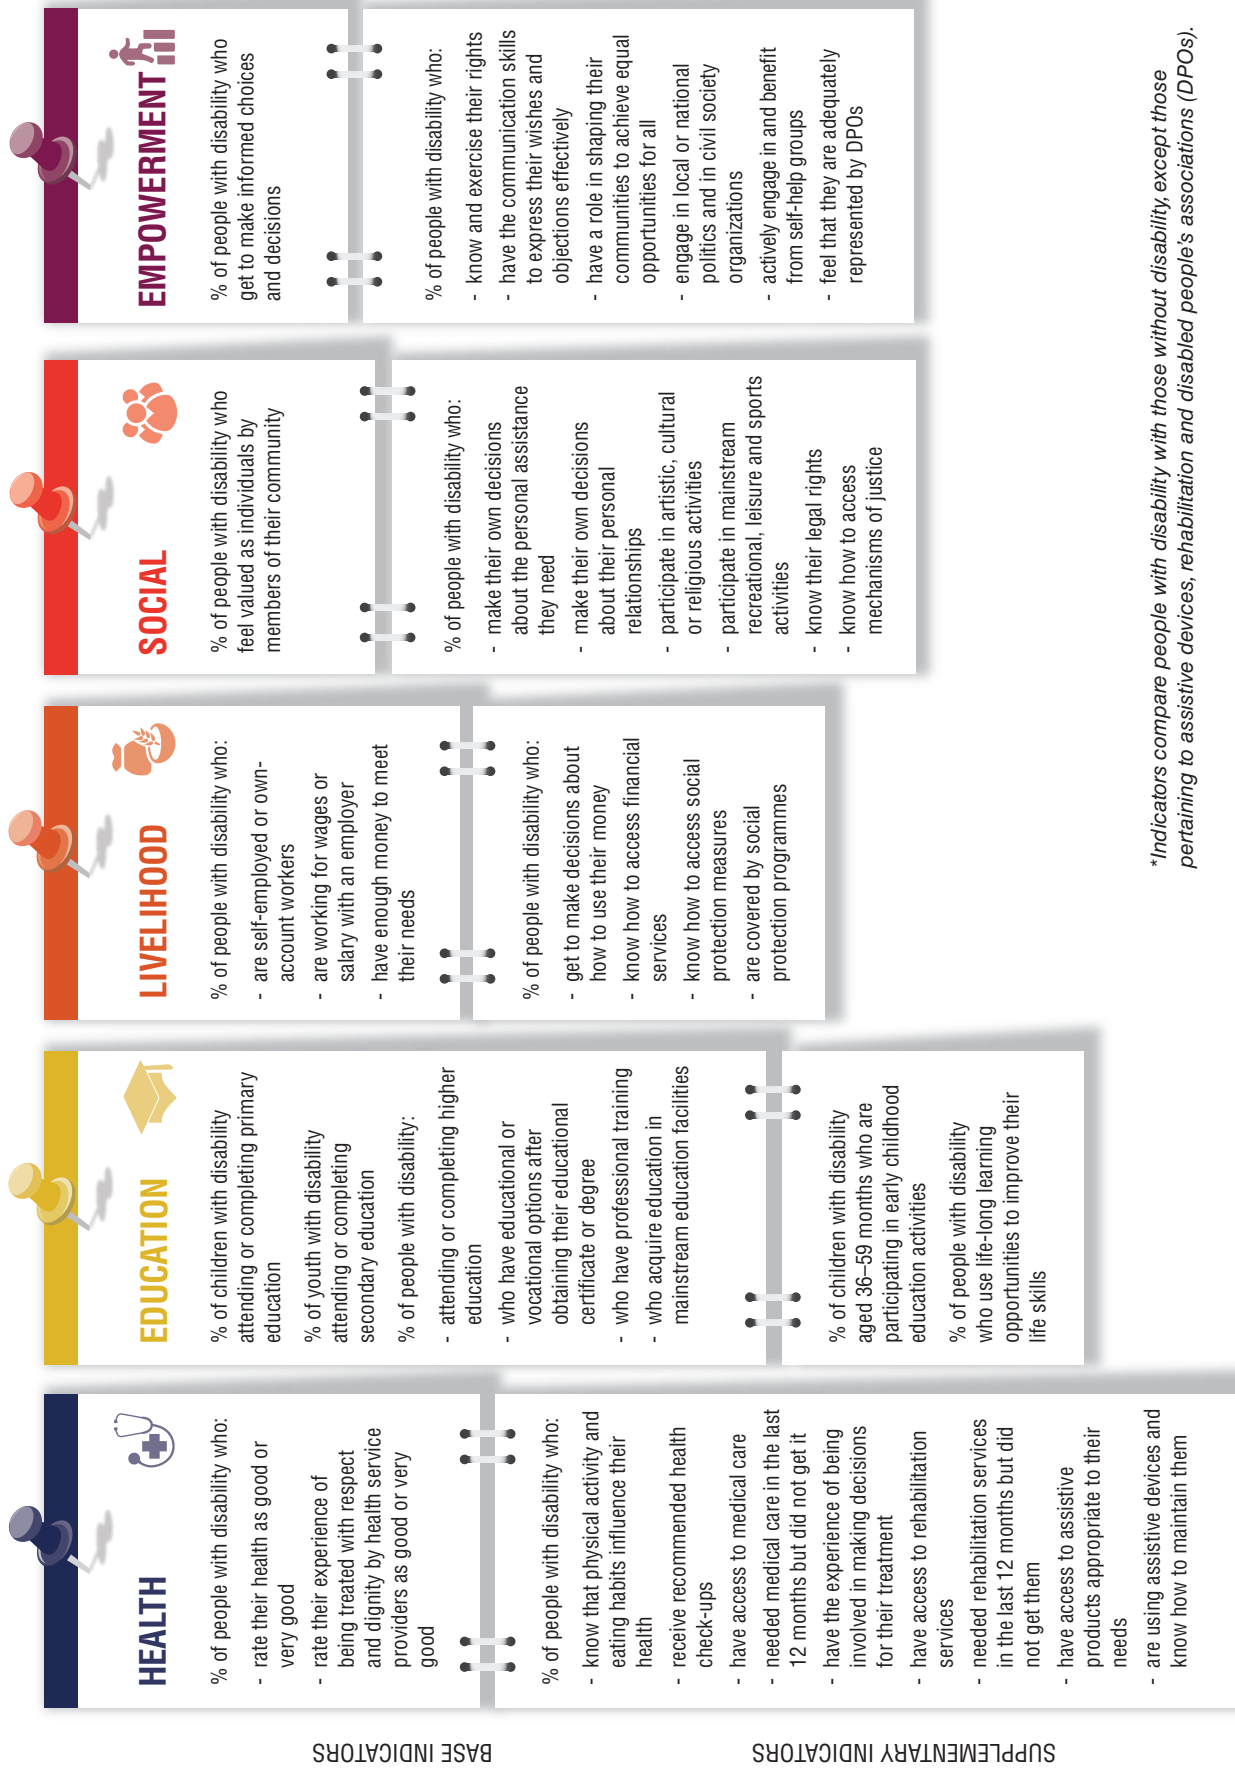 BASE INDICATORS
SUPPLEMENTARY INDICATORS
HEALTH
% of people with disability who:
- rate their health as good or
very good
- rate their experience of
being treated with respect
and dignity by health service
providers as good or very
good
% of people with disability who:
- know that physical activity and
eating habits influence their
health
- receive recommended health
check-ups
- have access to medical care
- needed medical care in the last
12 months but did not get it
- have the experience of being
involved in making decisions
for their treatment
- have access to rehabilitation
services
- needed rehabilitation services
in the last 12 months but did
not get them
- have access to assistive
products appropriate to their
needs
- are using assistive devices and
know how to maintain them
EDUCATION
% of children with disability
attending or completing primary
education
% of youth with disability
attending or completing
secondary education
% of people with disability:
- attending or completing higher
education
- who have educational or
vocational options after
obtaining their educational
certificate or degree
- who have professional training
- who acquire education in
mainstream education facilities
% of children with disability
aged 36–59 months who are
participating in early childhood
education activities
% of people with disability
who use life-long learning
opportunities to improve their
life skills
LIVELIHOOD
% of people with disability who:
- are self-employed or own-
account workers
- are working for wages or
salary with an employer
- have enough money to meet
their needs
% of people with disability who:
- get to make decisions about
how to use their money
- know how to access financial
services
- know how to access social
protection measures
- are covered by social
protection programmes
SOCIAL
% of people with disability who
feel valued as individuals by
members of their community
% of people with disability who:
- make their own decisions
about the personal assistance
they need
- make their own decisions
about their personal
relationships
- participate in artistic, cultural
or religious activities
- participate in mainstream
recreational, leisure and sports
activities
- know their legal rights
- know how to access
mechanisms of justice
EMPOWERMENT
% of people with disability who
get to make informed choices
and decisions
% of people with disability who:
- know and exercise their rights
- have the communication skills
to express their wishes and
objections effectively
- have a role in shaping their
communities to achieve equal
opportunities for all
- engage in local or national
politics and in civil society
organizations
- actively engage in and benefit
from self-help groups
- feel that they are adequately
represented by DPOs
*Indicators compare people with disability with those without disability, except those
pertaining to assistive devices, rehabilitation and disabled people's associations (DPOs).